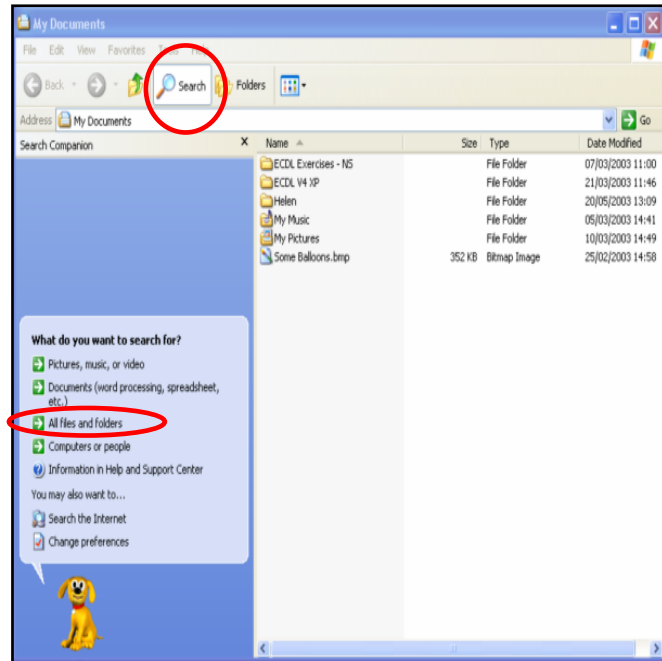 My Documents
File Edit View Favorites Tools Help
Back Search Folders
Address My Documents Go
Search Companion X Name Size Type Date Modified
ECDL Exercises - N5 File Folder 07/03/2003 11:00
ECDL V4 XP File Folder 21/03/2003 11:46
Helen File Folder 20/05/2003 13:09
My Music File Folder 05/03/2003 14:41
My Pictures File Folder 10/03/2003 14:49
Some Balloons.bmp 352 KB Bitmap Image 25/02/2003 14:58
What do you want to search for?
Pictures, music, or video
Documents (word processing, spreadsheet,
etc.)
All files and folders
Computers or people
Information in Help and Support Center
You may also want to...
Search the Internet
Change preferences